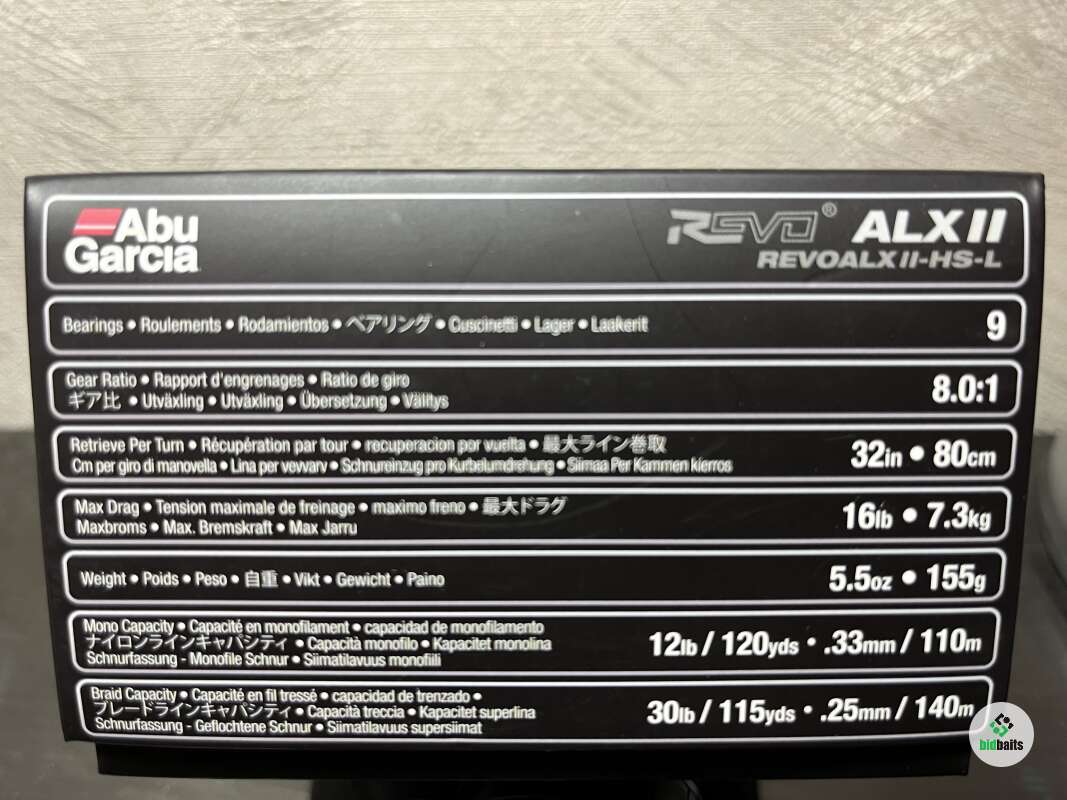 Abu
Garcia
REVO® ALX II
REVOALX II-HS-L
Bearings • Roulements • Rodamientos • ベアリング • Cuscinetti • Lager • Laakerit
9
Gear Ratio • Rapport d'engrenages • Ratio de giro
ギア比 • Utväxling • Utväxling • Übersetzung • Välitys
8.0:1
Retrieve Per Turn • Récupération par tour • recuperacion por vuelta • 最大ライン巻取
Cm per giro di manovella • Lina per vevvarv • Schnureinzug pro Kurbelumdrehung • Siimaa Per Kammen kierros
32in • 80cm
Max Drag • Tension maximale de freinage • maximo freno • 最大ドラグ
Maxbroms • Max. Bremskraft • Max Jarru
16lb • 7.3kg
Weight • Poids • Peso • 自重 • Vikt • Gewicht • Paino
5.5oz • 155g
Mono Capacity • Capacité en monofilament • capacidad de monofilamento
ナイロンラインキャパシティ • Capacità monofilo • Kapacitet monolina
Schnurfassung - Monofile Schnur • Siimatilavuus monofiili
12lb / 120yds • .33mm / 110m
Braid Capacity • Capacité en fil tressé • capacidad de trenzado •
ブレードラインキャパシティ • Capacità treccia • Kapacitet superlina
Schnurfassung - Geflochtene Schnur • Siimatilavuus supersiimat
30lb / 115yds • .25mm / 140m
bidbaits